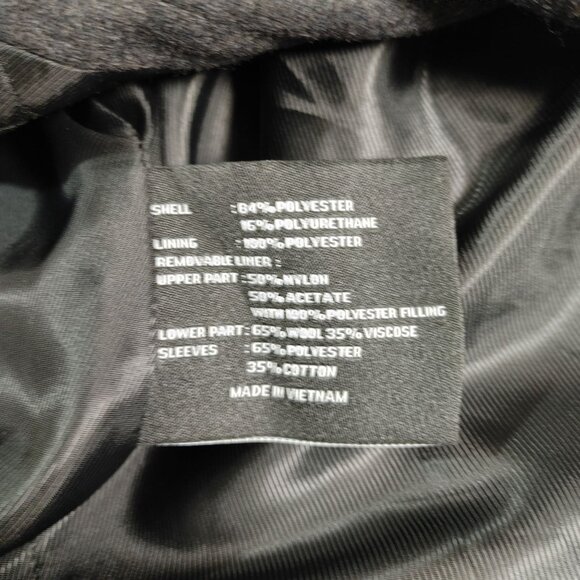 SHELL :84% POLYESTER
16% POLYURETHANE
LINING :100% POLYESTER
REMOVABLE LINER :
UPPER PART :50% NYLON
50% ACETATE
WITH 100% POLYESTER FILLING
LOWER PART :65% WOOL 35% VISCOSE
SLEEVES :65% POLYESTER
35% COTTON
MADE IN VIETNAM